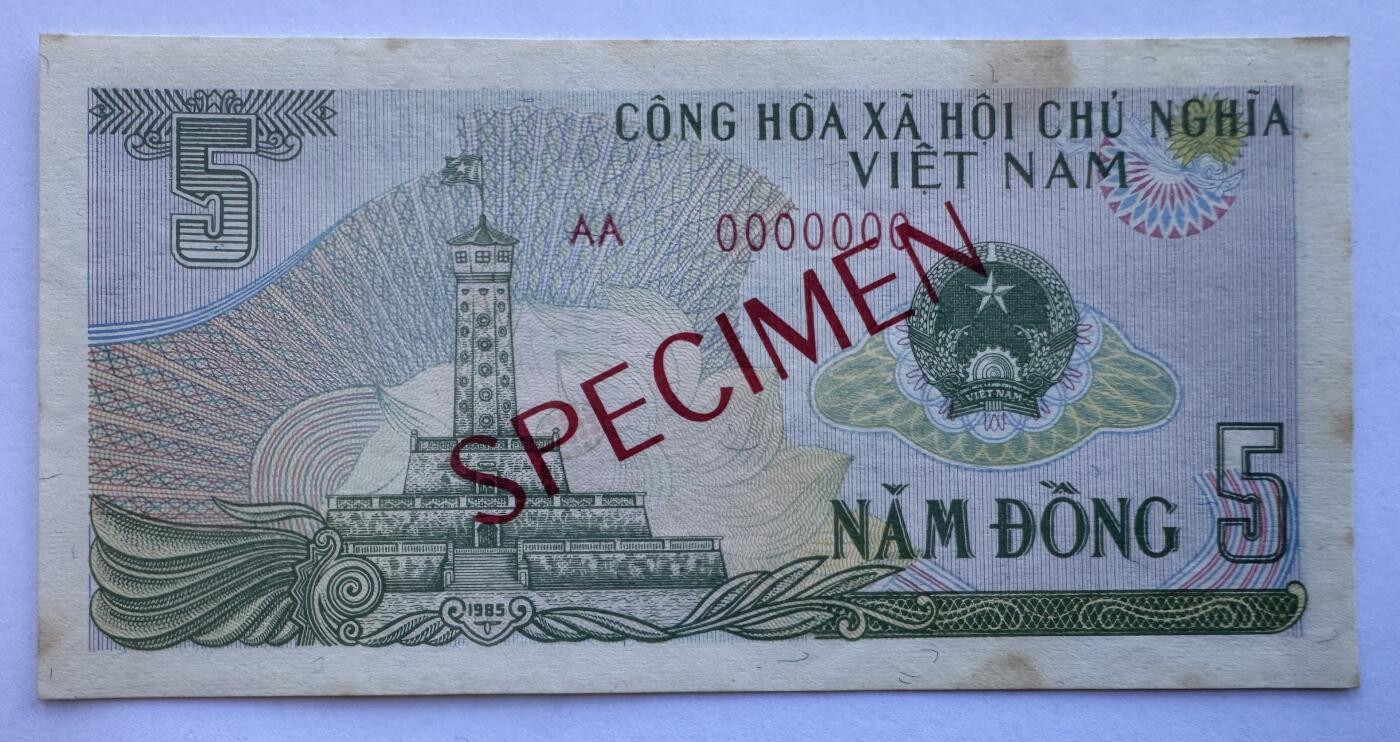 5
CỘNG HÒA XÃ HỘI CHỦ NGHĨA
VIỆT NAM
AA 0000000
SPECIMEN
VIỆT NAM
5
NĂM ĐỒNG
1985